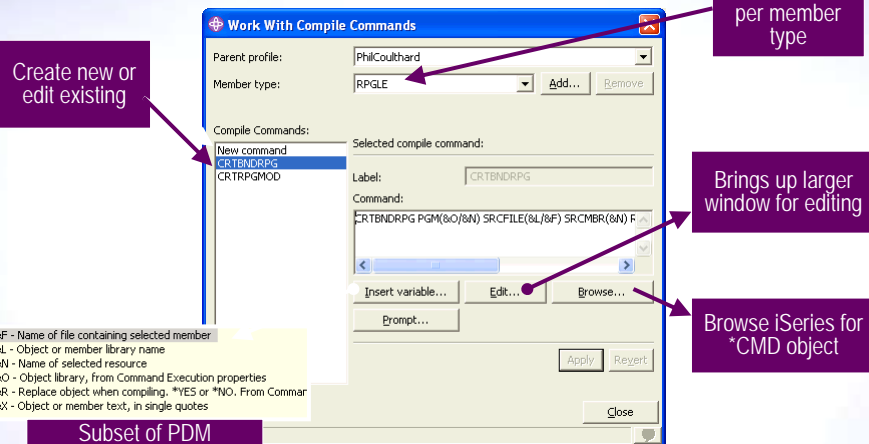 Work With Compile Commands
per member
type
Parent profile:
PhilCoulthard
Member type:
RPGLE
Add...
Remove
Create new or
edit existing
Compile Commands:
New command
CRTBNDRPG
CRTRPGMOD
Selected compile command:
Label:
CRTBNDRPG
Command:
CRTBNDRPG PGM(&O/&N) SRCFILE(&L/&F) SRCMBR(&N) R
Brings up larger
window for editing
Insert variable...
Edit...
Browse...
Prompt...
Browse iSeries for
*CMD object
F - Name of file containing selected member
L - Object or member library name
N - Name of selected resource
O - Object library, from Command Execution properties
R - Replace object when compiling. *YES or *NO. From Comman
X - Object or member text, in single quotes
Apply
Revert
Close
Subset of PDM